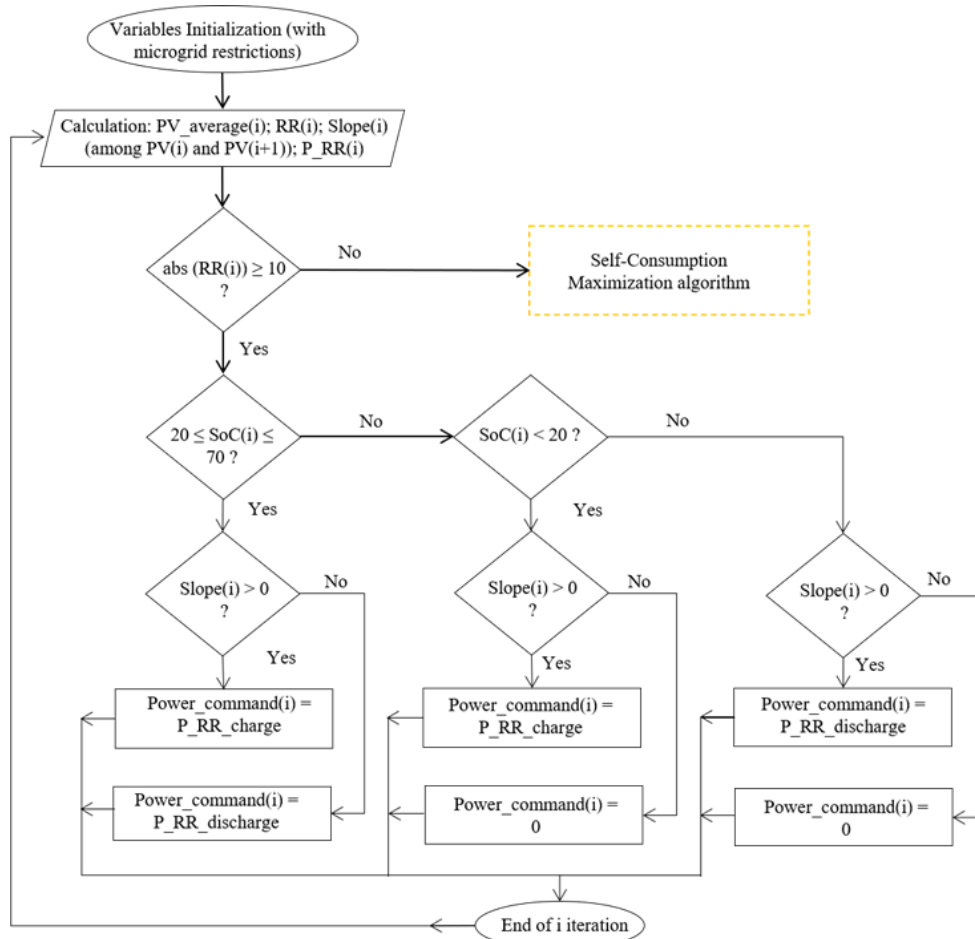 Variables Initialization (with
microgrid restrictions)
Calculation: PV_average(i); RR(i); Slope(i)
(among PV(i) and PV(i+1)); P_RR(i)
abs (RR(i)) ≥ 10
?
No
Self-Consumption
Maximization algorithm
Yes
20 ≤ SoC(i) ≤
70 ?
No
SoC(i) < 20 ?
No
Yes
Yes
Slope(i) > 0
?
No
Slope(i) > 0
?
No
Slope(i) > 0
?
No
Yes
Yes
Yes
Power_command(i) =
P_RR_charge
Power_command(i) =
P_RR_charge
Power_command(i) =
P_RR_discharge
Power_command(i) =
P_RR_discharge
Power_command(i) =
0
Power_command(i) =
0
End of i iteration